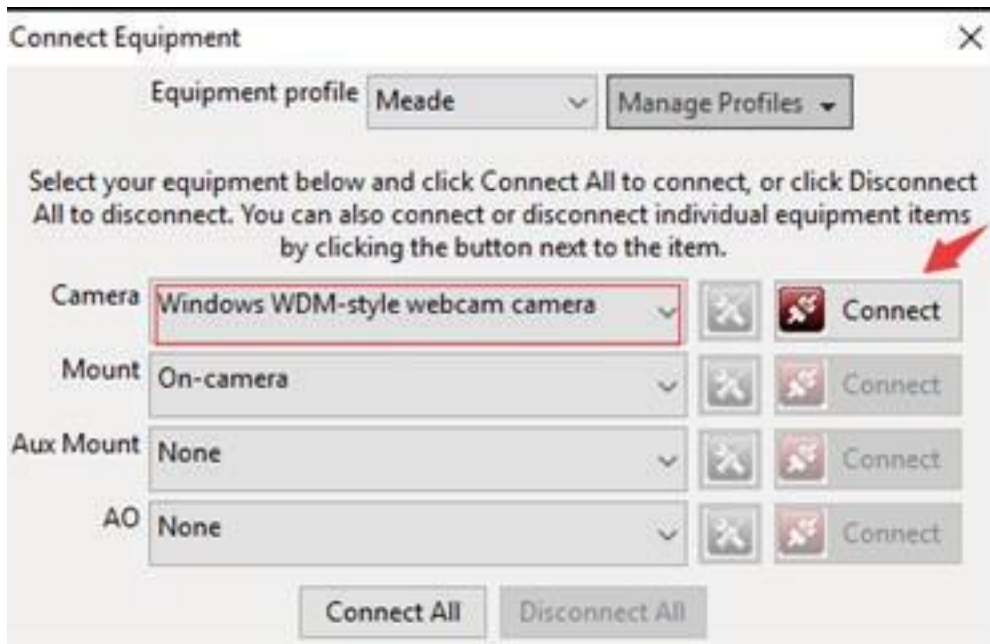 Connect Equipment
Equipment profile Meade Manage Profiles
Select your equipment below and click Connect All to connect, or click Disconnect
All to disconnect. You can also connect or disconnect individual equipment items
by clicking the button next to the item.
Camera Windows WDM-style webcam camera Connect
Mount On-camera Connect
Aux Mount None Connect
AO None Connect
Connect All Disconnect All